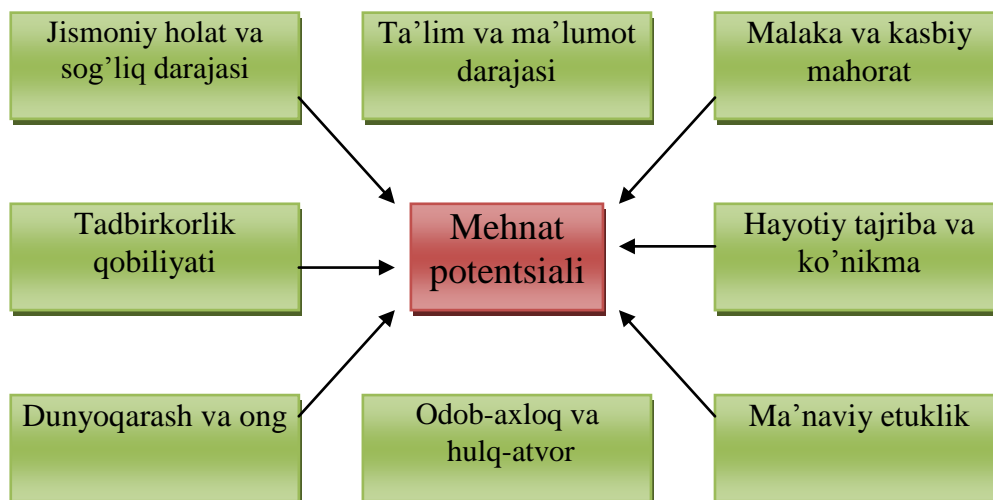 Jismoniy holat va
sog’liq darajasi
Ta’lim va ma’lumot
darajasi
Malaka va kasbiy
mahorat
Tadbirkorlik
qobiliyati
Mehnat
potentsiali
Hayotiy tajriba va
ko’nikma
Dunyoqarash va ong
Odob-axloq va
hulq-atvor
Ma’naviy etuklik